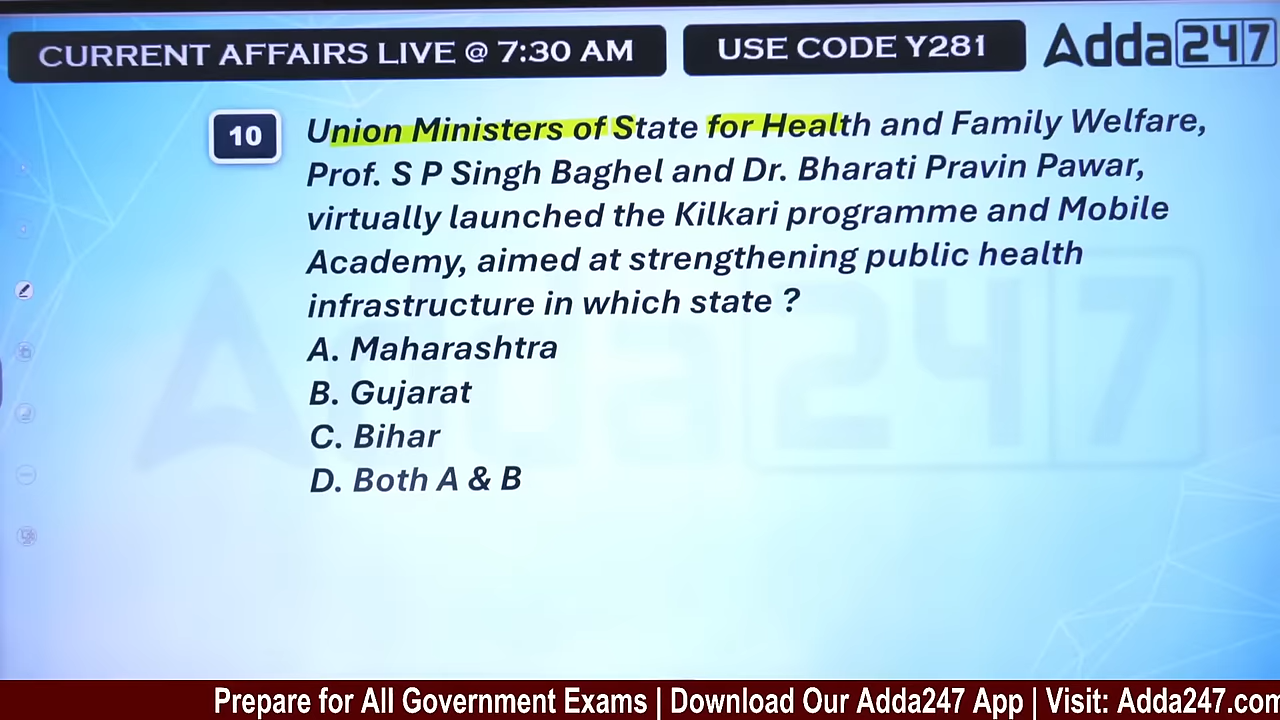 CURRENT AFFAIRS LIVE @ 7:30 AM
USE CODE Y281
Adda247
10
Union Ministers of State for Health and Family Welfare,
Prof. S P Singh Baghel and Dr. Bharati Pravin Pawar,
virtually launched the Kilkari programme and Mobile
Academy, aimed at strengthening public health
infrastructure in which state ?
A. Maharashtra
B. Gujarat
C. Bihar
D. Both A & B
Adda247
Prepare for All Government Exams | Download Our Adda247 App | Visit: Adda247.com